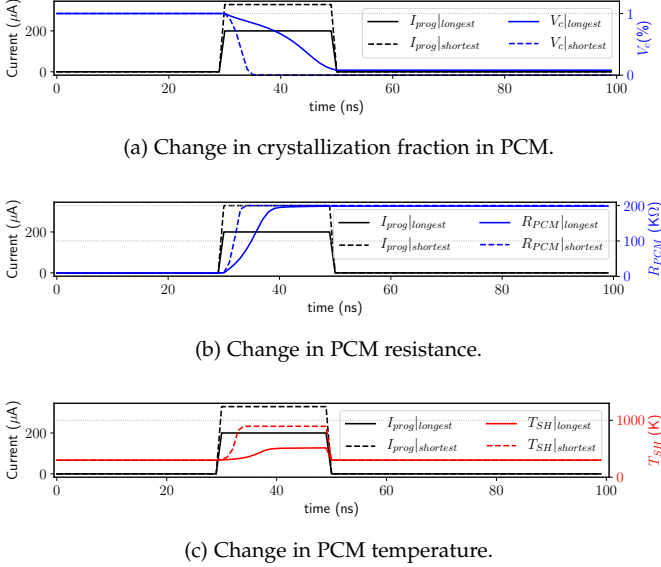 Current (μA)
200
0
I_prog|longest
I_prog|shortest
V_c|longest
V_c|shortest
1
0
V_c(%)
0 20 40 60 80 100
time (ns)
(a) Change in crystallization fraction in PCM.
Current (μA)
200
0
I_prog|longest
I_prog|shortest
R_PCM|longest
R_PCM|shortest
200
100
0
R_PCM (KΩ)
0 20 40 60 80 100
time (ns)
(b) Change in PCM resistance.
Current (μA)
200
0
I_prog|longest
I_prog|shortest
T_SH|longest
T_SH|shortest
1000
0
T_SH (K)
0 20 40 60 80 100
time (ns)
(c) Change in PCM temperature.